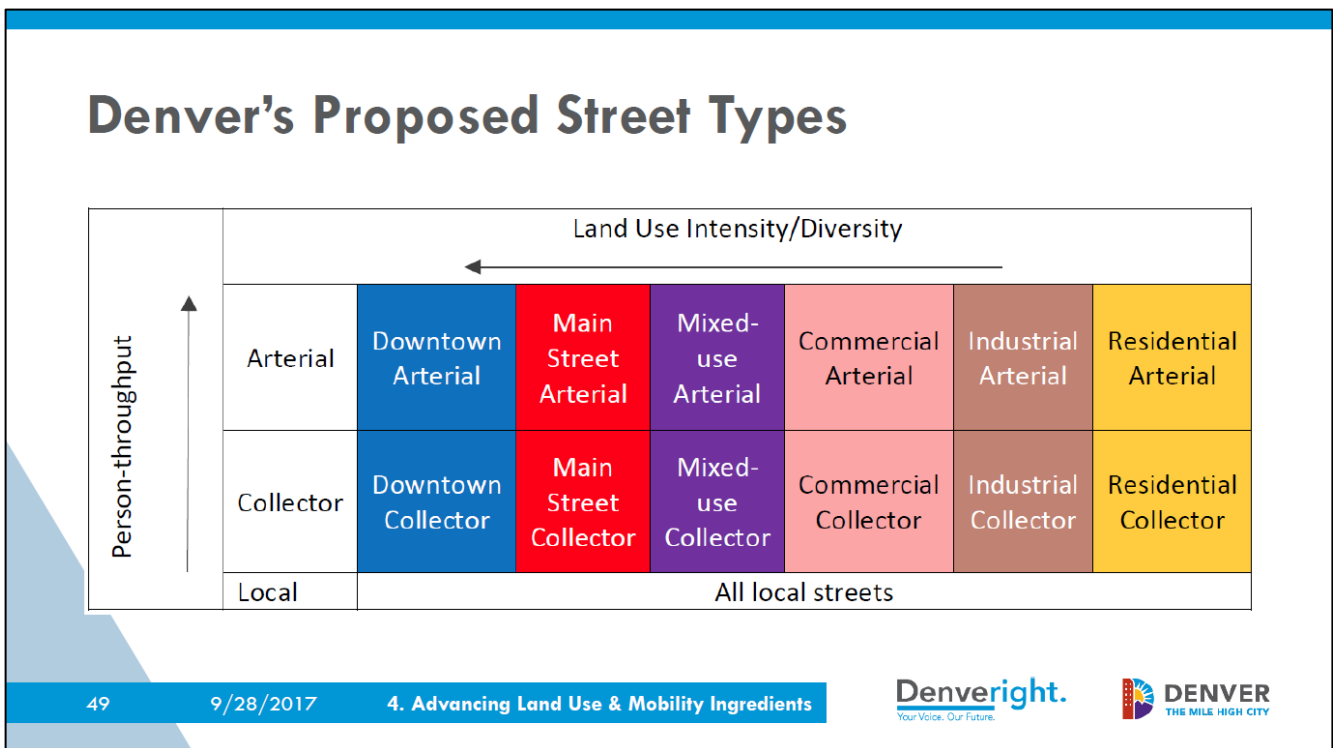 Denver’s Proposed Street Types
Land Use Intensity/Diversity
Person-throughput
Arterial
Downtown
Arterial
Main
Street
Arterial
Mixed-
use
Arterial
Commercial
Arterial
Industrial
Arterial
Residential
Arterial
Collector
Downtown
Collector
Main
Street
Collector
Mixed-
use
Collector
Commercial
Collector
Industrial
Collector
Residential
Collector
Local
All local streets
49
9/28/2017
4. Advancing Land Use & Mobility Ingredients
Denveright.
Your Voice. Our Future.
DENVER
THE MILE HIGH CITY